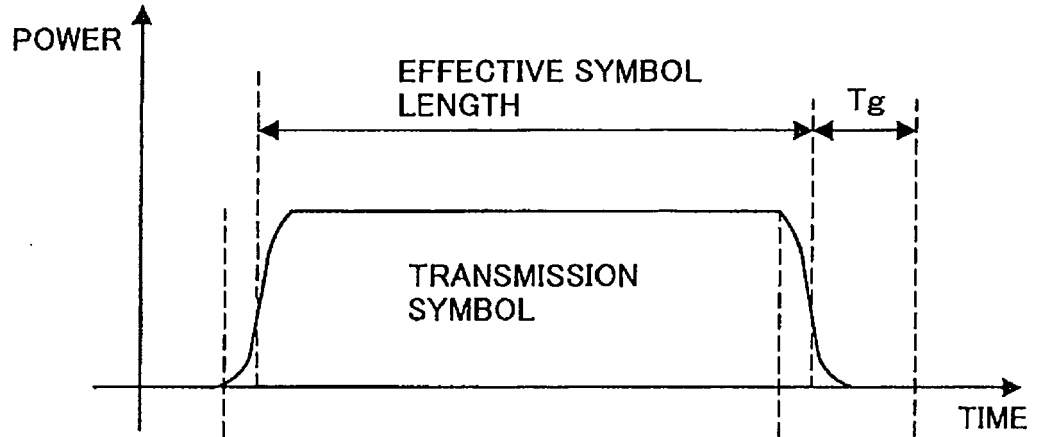 POWER
EFFECTIVE SYMBOL
LENGTH
Tg
TRANSMISSION
SYMBOL
TIME